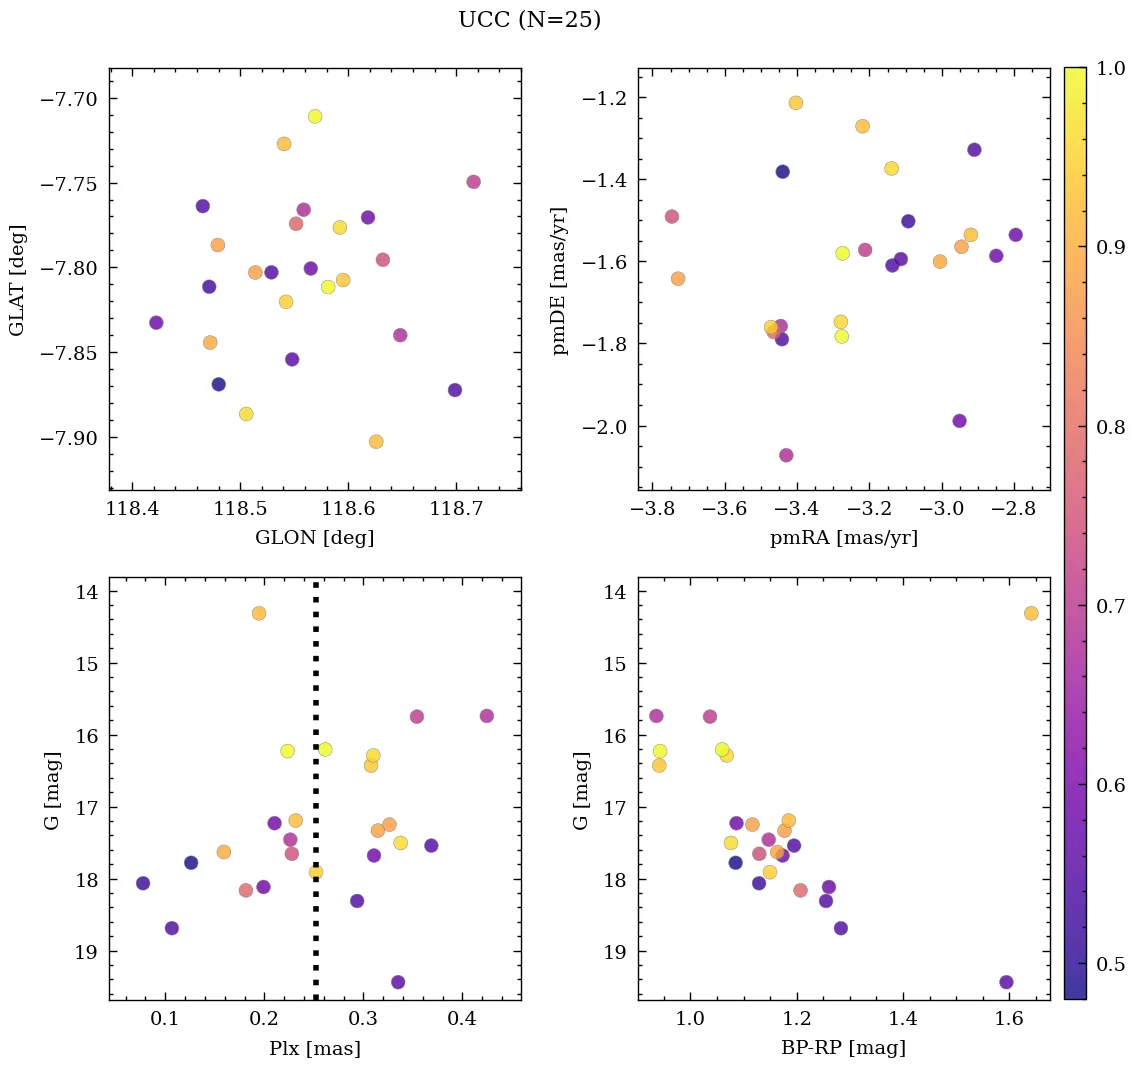 UCC (N=25)
−7.70
−7.75
−7.80
−7.85
−7.90
GLAT [deg]
118.4 118.5 118.6 118.7
GLON [deg]
−1.2
−1.4
−1.6
−1.8
−2.0
pmDE [mas/yr]
−3.8 −3.6 −3.4 −3.2 −3.0 −2.8
pmRA [mas/yr]
14
15
16
17
18
19
G [mag]
0.1 0.2 0.3 0.4
Plx [mas]
14
15
16
17
18
19
G [mag]
1.0 1.2 1.4 1.6
BP-RP [mag]
1.0
0.9
0.8
0.7
0.6
0.5